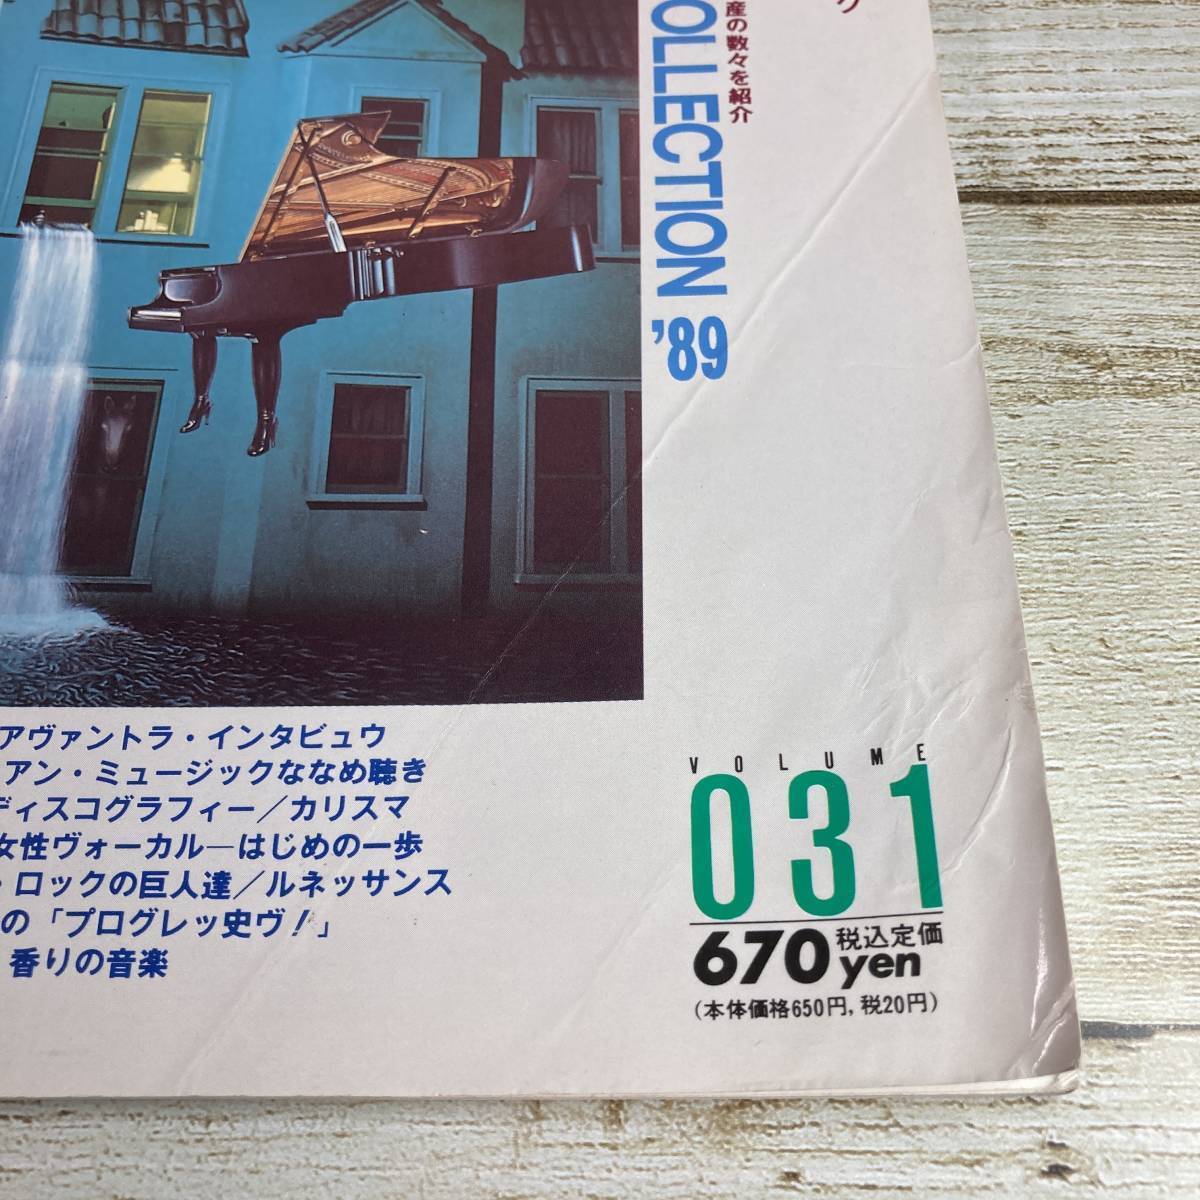 産の数々を紹介
OLLECTION '89
アヴァントラ・インタビュウ
アン・ミュージックななめ聴き
ディスコグラフィー／カリスマ
女性ヴォーカル―はじめの一歩
・ロックの巨人達／ルネッサンス
の「プログレッ史ヴ！」
香りの音楽
VOLUME
031
670yen 税込定価
(本体価格650円,税20円)